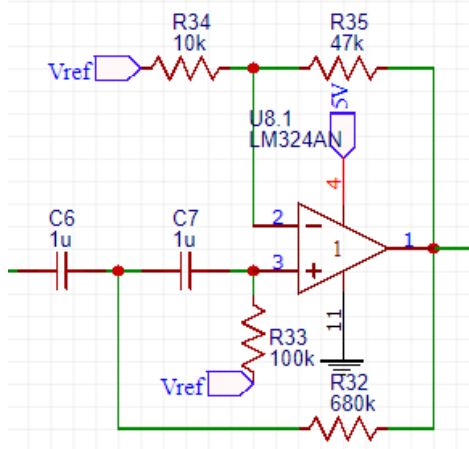 R34
10k
R35
47k
Vref
5V
U8.1
LM324AN
4
C6
1u
C7
1u
2
1
1
3
11
R33
100k
Vref
R32
680k